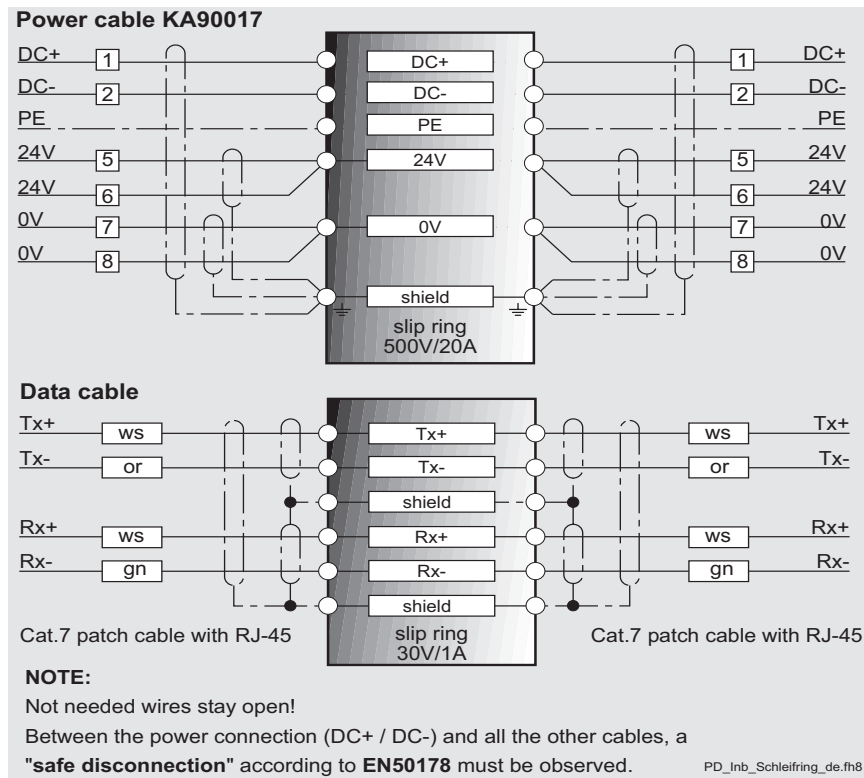 Power cable KA90017
DC+ 1 DC+ 1 DC+
DC- 2 DC- 2 DC-
PE PE PE
24V 5 24V 5 24V
24V 6 6 24V
0V 7 0V 7 0V
0V 8 8 0V
shield
slip ring
500V/20A
Data cable
Tx+ ws Tx+ ws Tx+
Tx- or Tx- or Tx-
shield
Rx+ ws Rx+ ws Rx+
Rx- gn Rx- gn Rx-
shield
Cat.7 patch cable with RJ-45 slip ring Cat.7 patch cable with RJ-45
30V/1A
NOTE:
Not needed wires stay open!
Between the power connection (DC+ / DC-) and all the other cables, a
"safe disconnection" according to EN50178 must be observed. PD_Inb_Schleifring_de.fh8